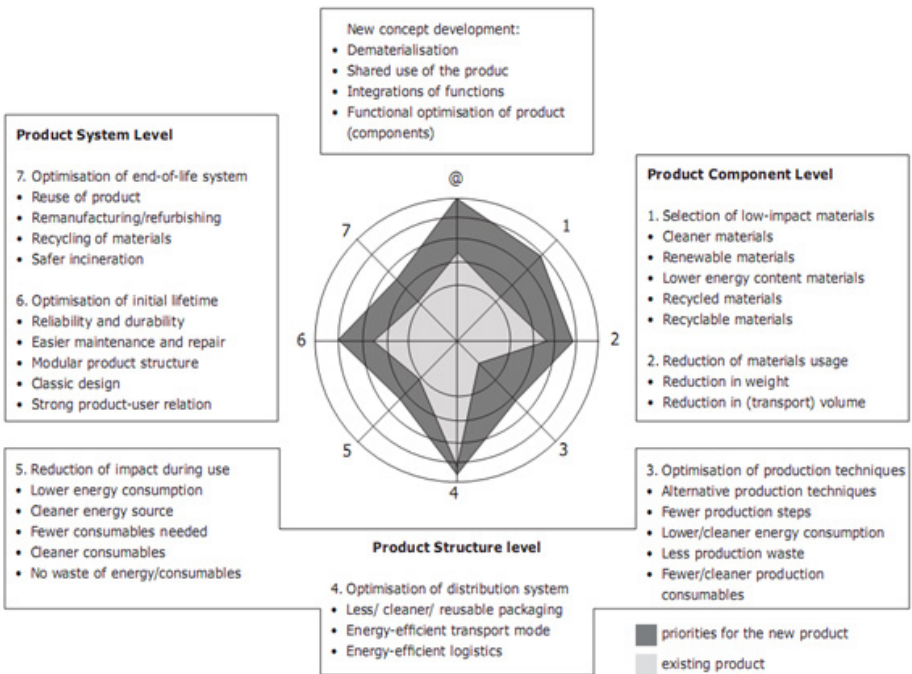 New concept development:
• Dematerialisation
• Shared use of the produc
• Integrations of functions
• Functional optimisation of product
(components)
Product System Level
7. Optimisation of end-of-life system
• Reuse of product
• Remanufacturing/refurbishing
• Recycling of materials
• Safer incineration
6. Optimisation of initial lifetime
• Reliability and durability
• Easier maintenance and repair
• Modular product structure
• Classic design
• Strong product-user relation
@
1
2
3
4
5
6
7
Product Component Level
1. Selection of low-impact materials
• Cleaner materials
• Renewable materials
• Lower energy content materials
• Recycled materials
• Recyclable materials
2. Reduction of materials usage
• Reduction in weight
• Reduction in (transport) volume
5. Reduction of impact during use
• Lower energy consumption
• Cleaner energy source
• Fewer consumables needed
• Cleaner consumables
• No waste of energy/consumables
Product Structure level
4. Optimisation of distribution system
• Less/ cleaner/ reusable packaging
• Energy-efficient transport mode
• Energy-efficient logistics
3. Optimisation of production techniques
• Alternative production techniques
• Fewer production steps
• Lower/cleaner energy consumption
• Less production waste
• Fewer/cleaner production
consumables
priorities for the new product
existing product